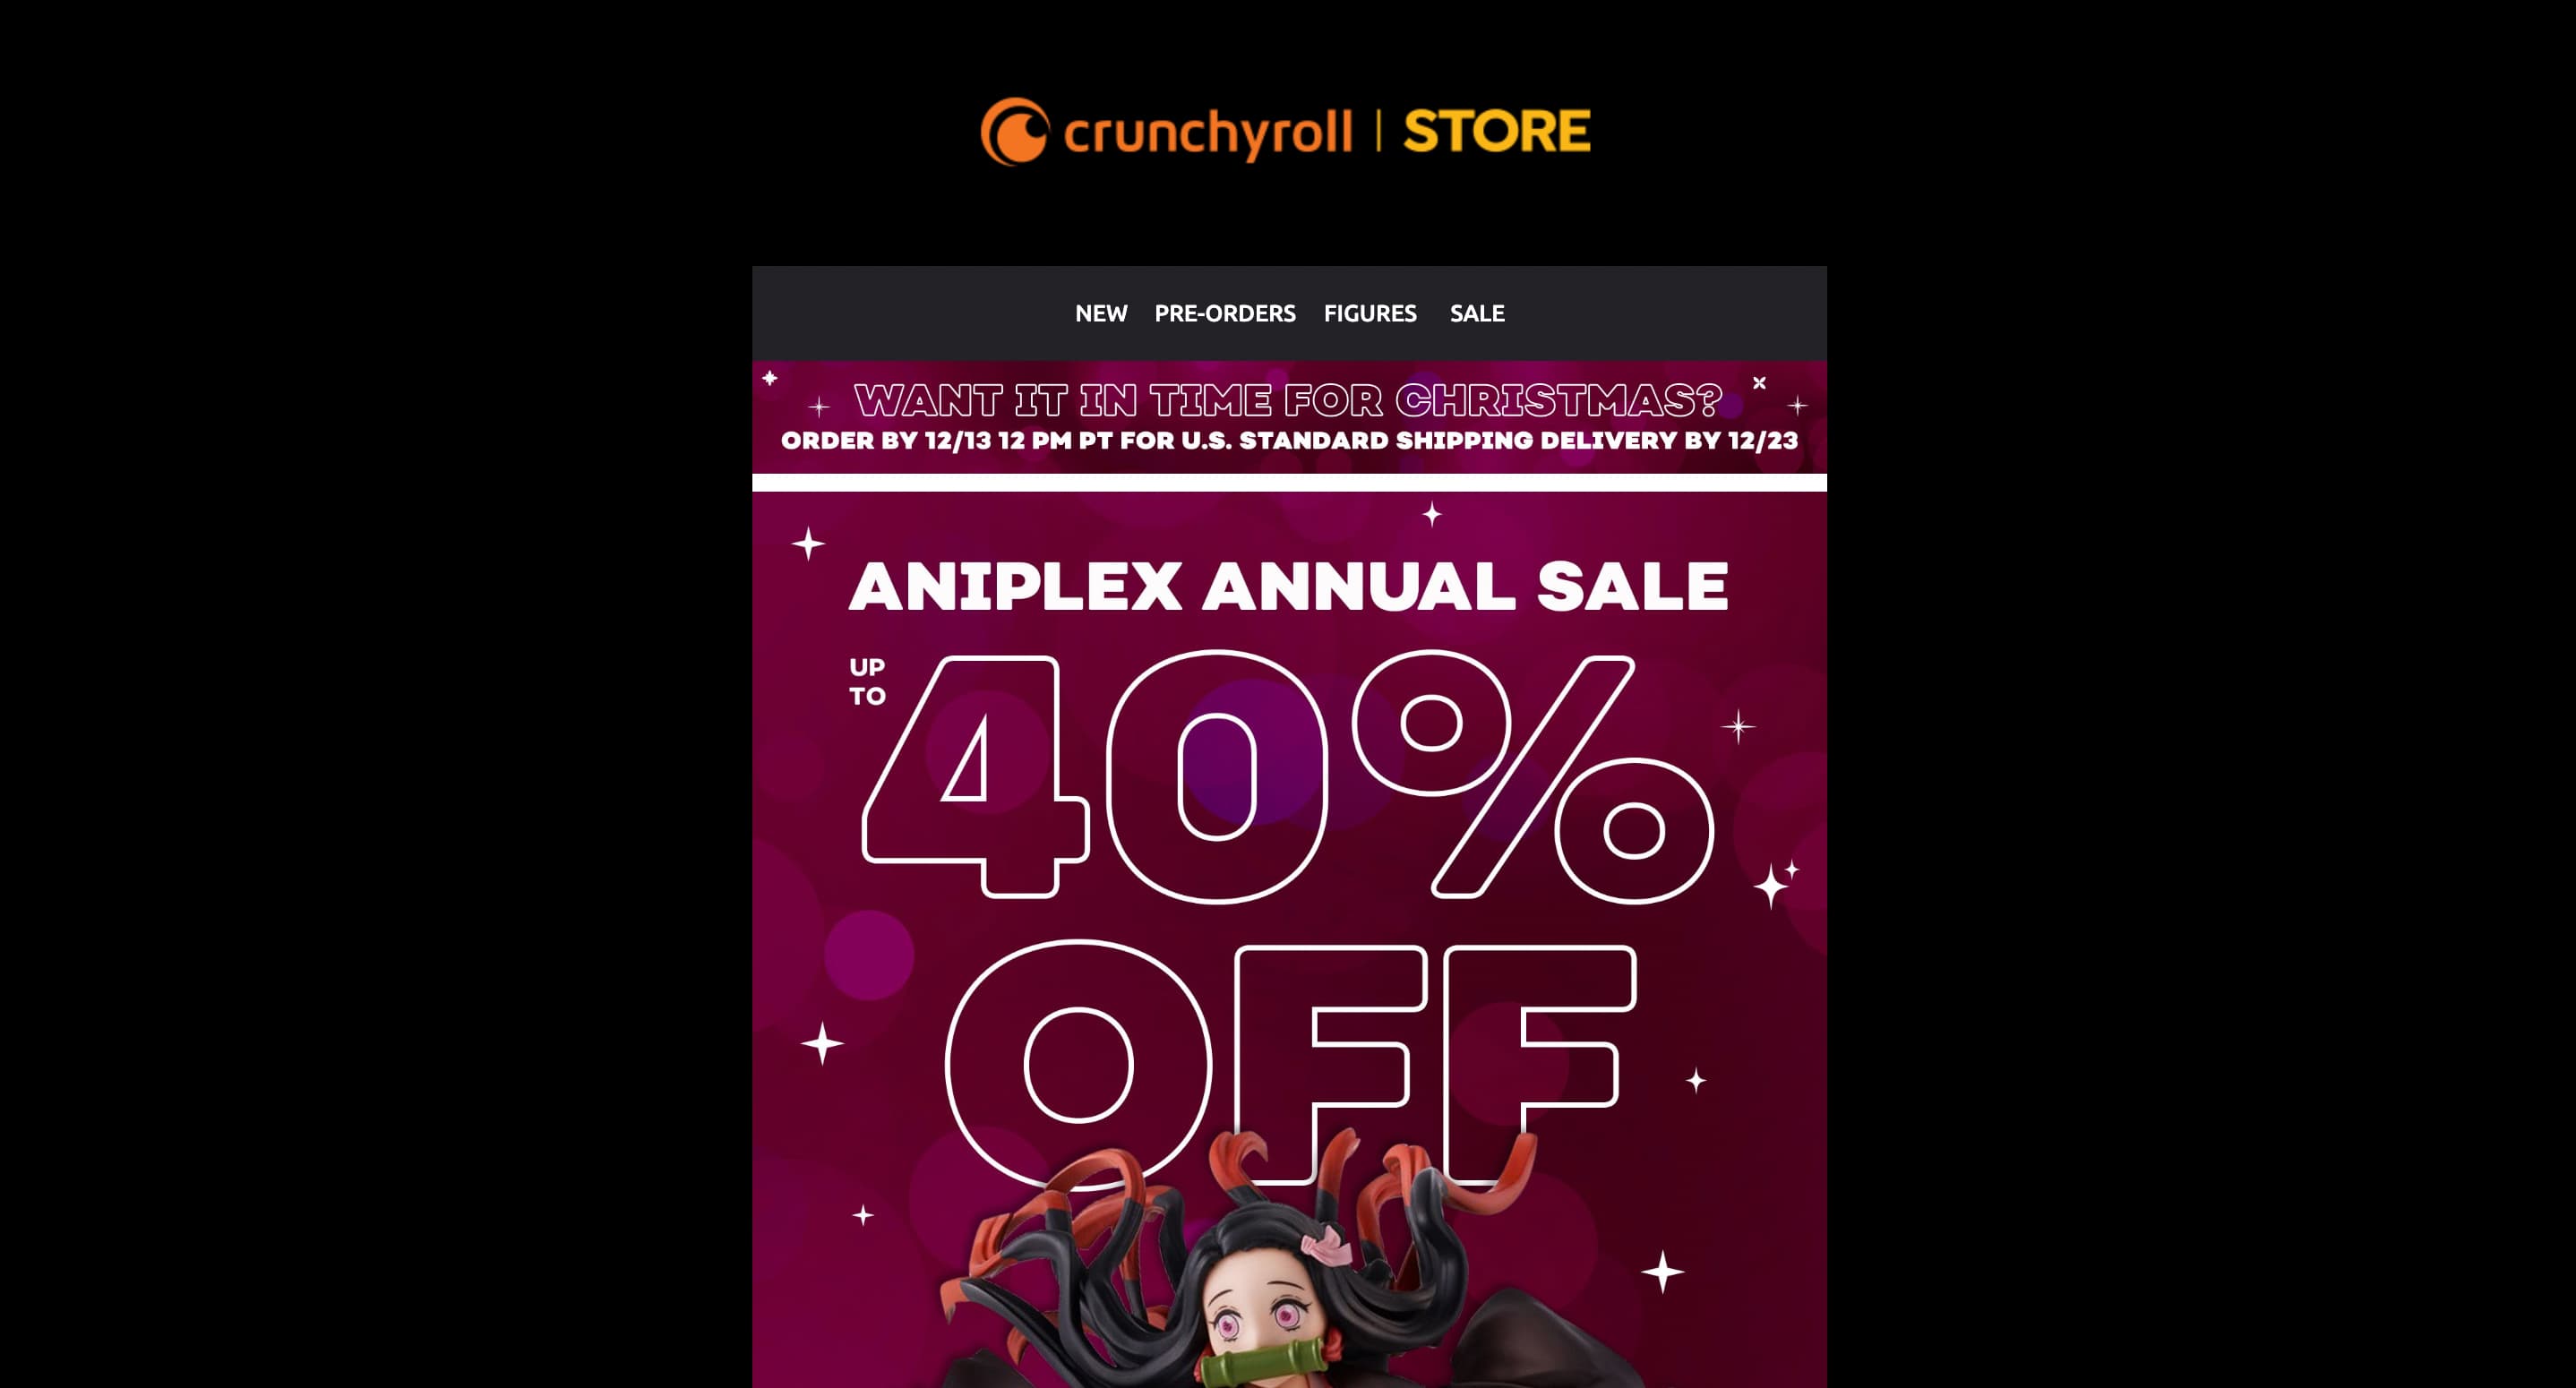 crunchyroll | STORE
NEW PRE-ORDERS FIGURES SALE
WANT IT IN TIME FOR CHRISTMAS?
ORDER BY 12/13 12 PM PT FOR U.S. STANDARD SHIPPING DELIVERY BY 12/23
ANIPLEX ANNUAL SALE
UP
TO
40%
OFF